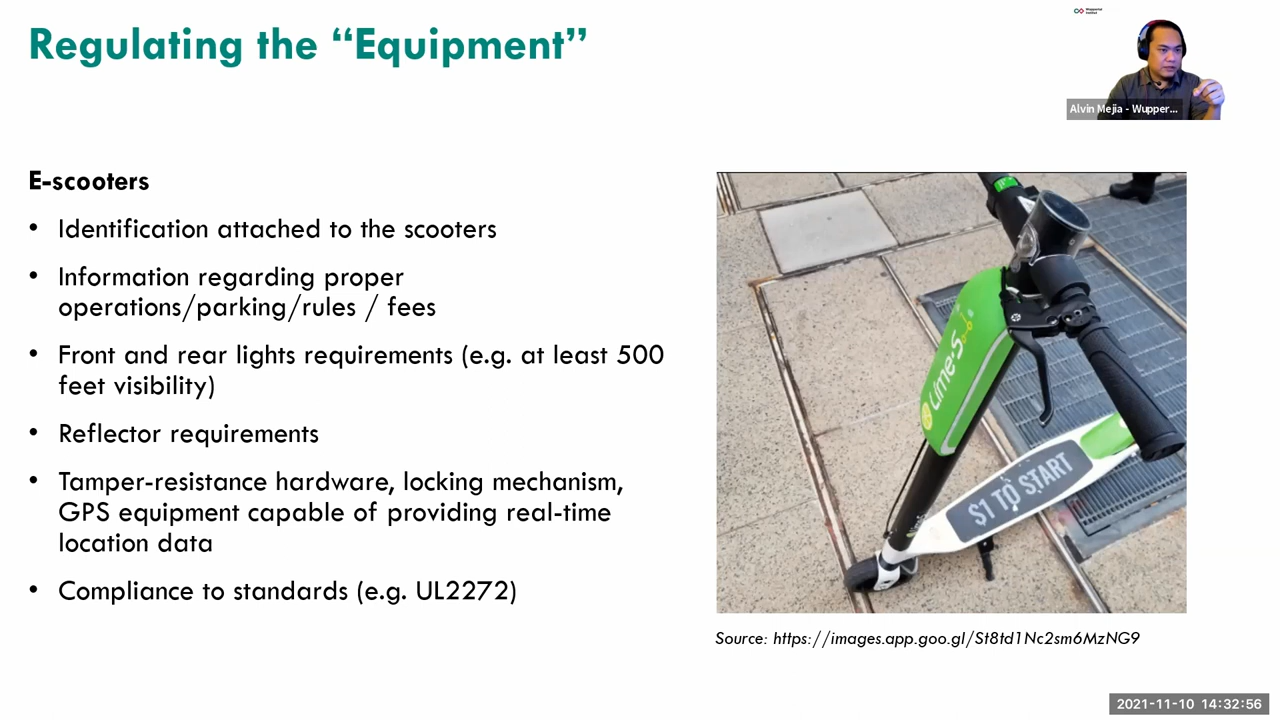 Regulating the “Equipment”
Wuppertal
Institut
Alvin Mejia - Wupper...
E-scooters
• Identification attached to the scooters
• Information regarding proper
operations/parking/rules / fees
• Front and rear lights requirements (e.g. at least 500
feet visibility)
• Reflector requirements
• Tamper-resistance hardware, locking mechanism,
GPS equipment capable of providing real-time
location data
• Compliance to standards (e.g. UL2272)
Lime-S
$1 TO START
Source: https://images.app.goo.gl/St8td1Nc2sm6MzNG9
2021-11-10 14:32:56